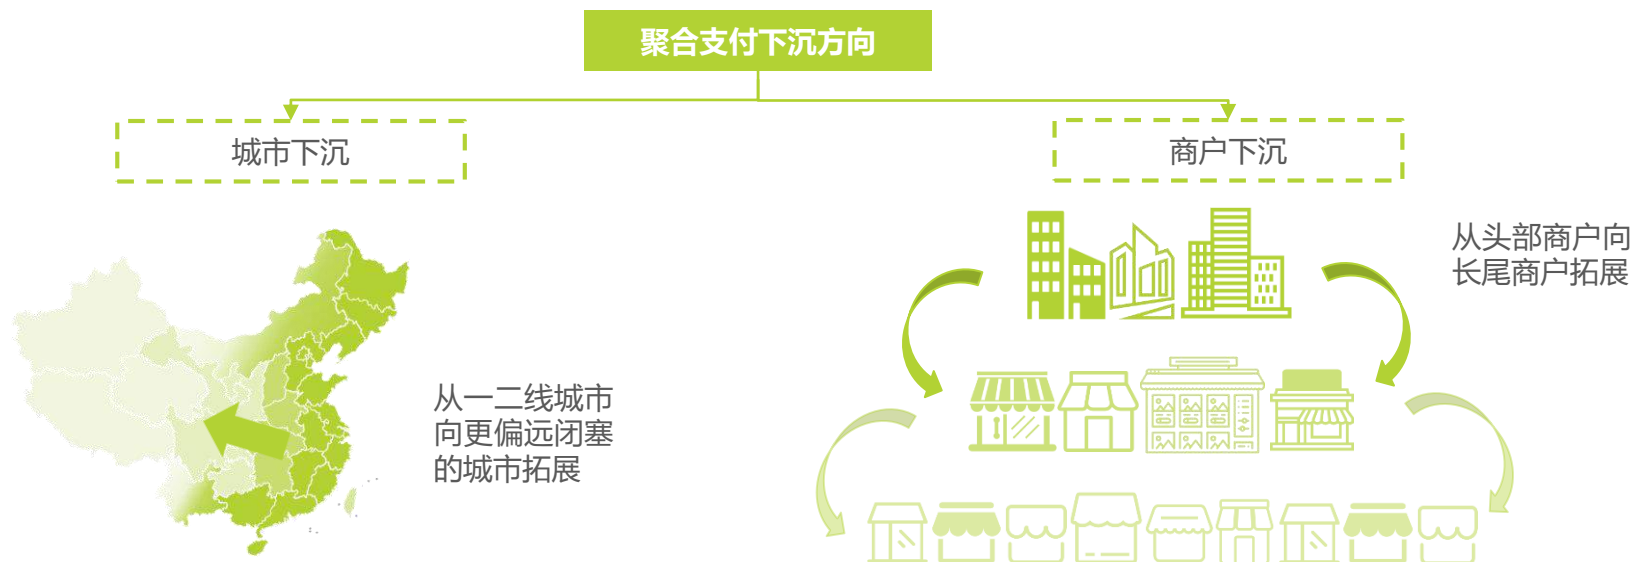 聚合支付下沉方向
城市下沉
商户下沉
从头部商户向
长尾商户拓展
从一二线城市
向更偏远闭塞
的城市拓展